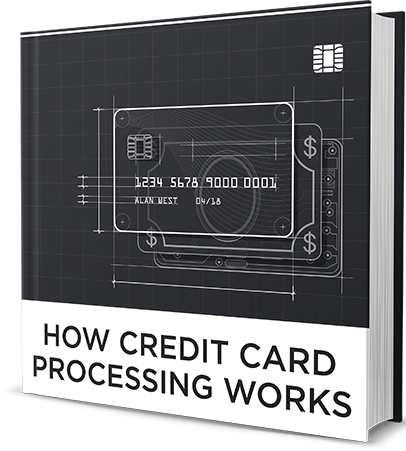 1234 5678 9000 0001
ALAN WEST 04/18
$
$
$
HOW CREDIT CARD
PROCESSING WORKS